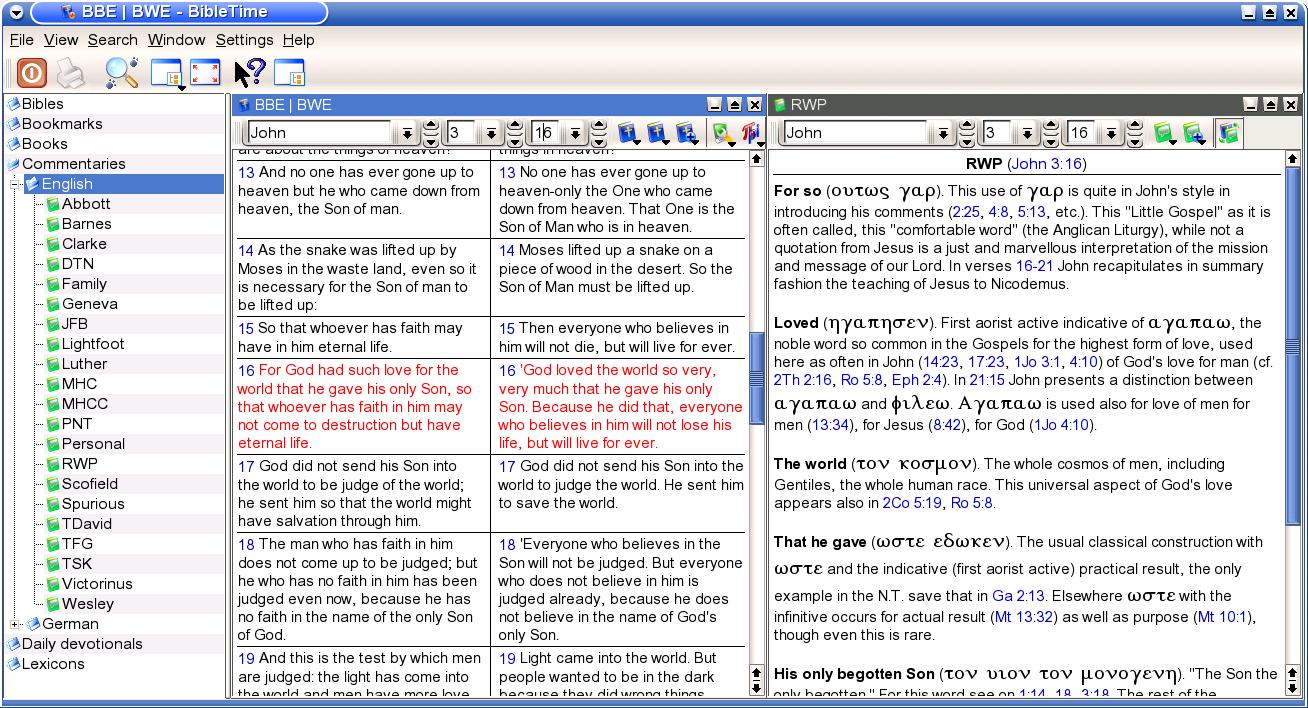 BBE | BWE - BibleTime
File View Search Window Settings Help
Bibles
Bookmarks
Books
Commentaries
English
Abbott
Barnes
Clarke
DTN
Family
Geneva
JFB
Lightfoot
Luther
MHC
MHCC
PNT
Personal
RWP
Scofield
Spurious
TDavid
TFG
TSK
Victorinus
Wesley
German
Daily devotionals
Lexicons
BBE | BWE
John 3 16
are about the things of heaven?
13 And no one has ever gone up to
heaven but he who came down from
heaven, the Son of man.
14 As the snake was lifted up by
Moses in the waste land, even so it
is necessary for the Son of man to
be lifted up:
15 So that whoever has faith may
have in him eternal life.
16 For God had such love for the
world that he gave his only Son, so
that whoever has faith in him may
not come to destruction but have
eternal life.
17 God did not send his Son into
the world to be judge of the world;
he sent him so that the world might
have salvation through him.
18 The man who has faith in him
does not come up to be judged; but
he who has no faith in him has been
judged even now, because he has
no faith in the name of the only Son
of God.
19 And this is the test by which men
are judged: the light has come into
the world and men have more love
things in heaven?
13 No one has ever gone up to
heaven-only the One who came
down from heaven. That One is the
Son of Man who is in heaven.
14 Moses lifted up a snake on a
piece of wood in the desert. So the
Son of Man must be lifted up.
15 Then everyone who believes in
him will not die, but will live for ever.
16 'God loved the world so very,
very much that he gave his only
Son. Because he did that, everyone
who believes in him will not lose his
life, but will live for ever.
17 God did not send his Son into the
world to judge the world. He sent him
to save the world.
18 'Everyone who believes in the
Son will not be judged. But everyone
who does not believe in him is
judged already, because he does
not believe in the name of God's
only Son.
19 Light came into the world. But
people wanted to be in the dark
because they did wrong things.
RWP
John 3 16
RWP (John 3:16)
For so (ουτως γαρ). This use of γαρ is quite in John's style in
introducing his comments (2:25, 4:8, 5:13, etc.). This "Little Gospel" as it is
often called, this "comfortable word" (the Anglican Liturgy), while not a
quotation from Jesus is a just and marvellous interpretation of the mission
and message of our Lord. In verses 16-21 John recapitulates in summary
fashion the teaching of Jesus to Nicodemus.
Loved (ηγαπησεν). First aorist active indicative of αγαπαω, the
noble word so common in the Gospels for the highest form of love, used
here as often in John (14:23, 17:23, 1Jo 3:1, 4:10) of God's love for man (cf.
2Th 2:16, Ro 5:8, Eph 2:4). In 21:15 John presents a distinction between
αγαπαω and φιλεω. Αγαπαω is used also for love of men for
men (13:34), for Jesus (8:42), for God (1Jo 4:10).
The world (τον κοσμον). The whole cosmos of men, including
Gentiles, the whole human race. This universal aspect of God's love
appears also in 2Co 5:19, Ro 5:8.
That he gave (ωστε εδωκεν). The usual classical construction with
ωστε and the indicative (first aorist active) practical result, the only
example in the N.T. save that in Ga 2:13. Elsewhere ωστε with the
infinitive occurs for actual result (Mt 13:32) as well as purpose (Mt 10:1),
though even this is rare.
His only begotten Son (τον υιον τον μονογενη). "The Son the
only begotten." For this word see on 1:14, 18, 3:18. The rest of the